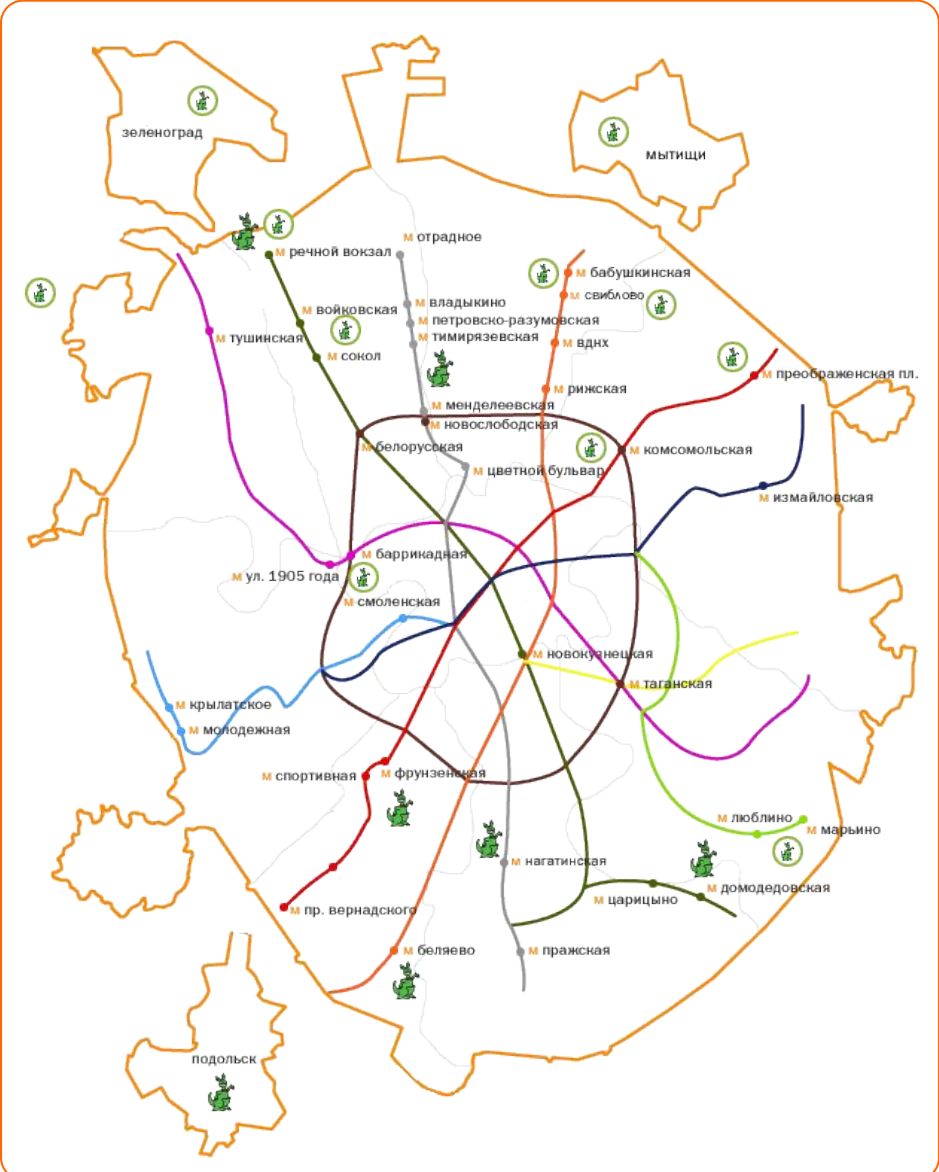 зеленоград
мытищи
м отрадное
м речной вокзал
м бабушкинская
м свиблово
м владыкино
м войковская
м петровско-разумовская
м тимирязевская
м тушинская
м вднх
м сокол
м преображенская пл.
м рижская
м менделеевская
м новослободская
м белорусская
м комсомольская
м цветной бульвар
м измайловская
м баррикадная
м ул. 1905 года
м смоленская
м новокузнецкая
м таганская
м крылатское
м молодежная
м спортивная
м фрунзенская
м люблино
м марьино
м нагатинская
м домодедовская
м царицыно
м пр. вернадского
м беляево
м пражская
подольск